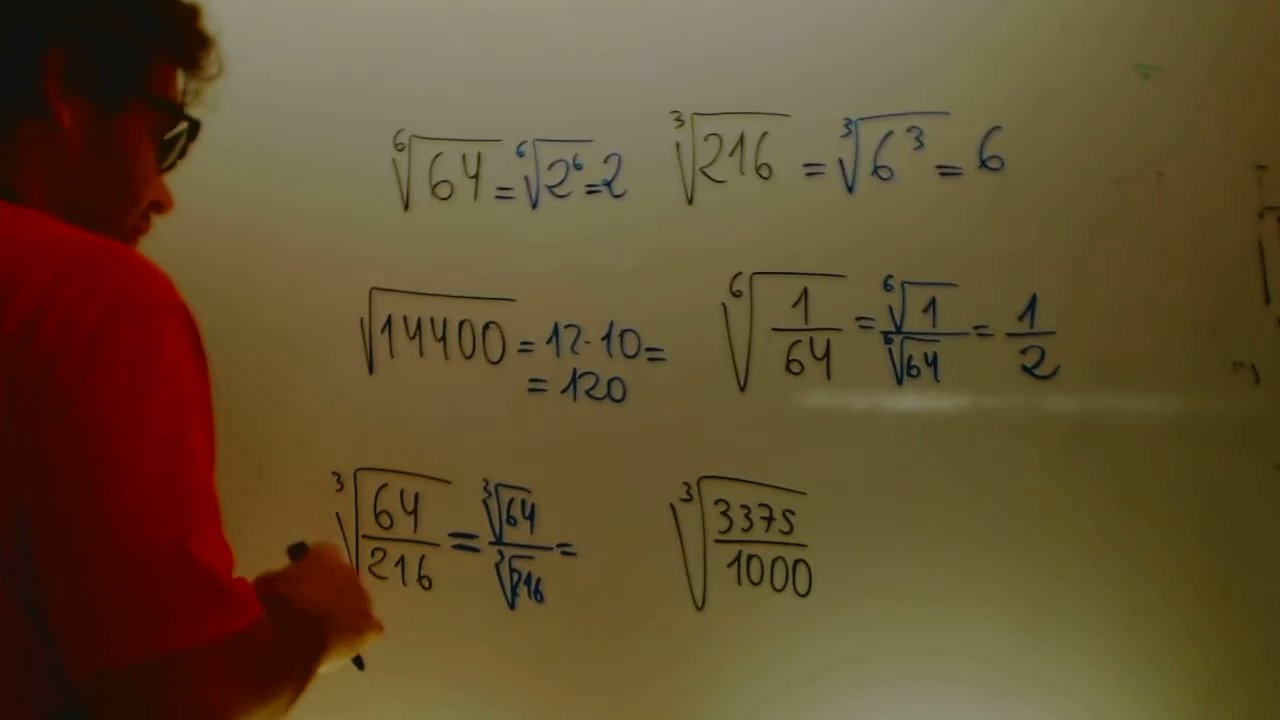 ⁶√64 = ⁶√2⁶ = 2
³√216 = ³√6³ = 6
√14400 = 12·10 =
= 120
⁶√(1/64) = ⁶√1/⁶√64 = 1/2
³√(64/216) = ³√64/³√216 =
³√(3375/1000)